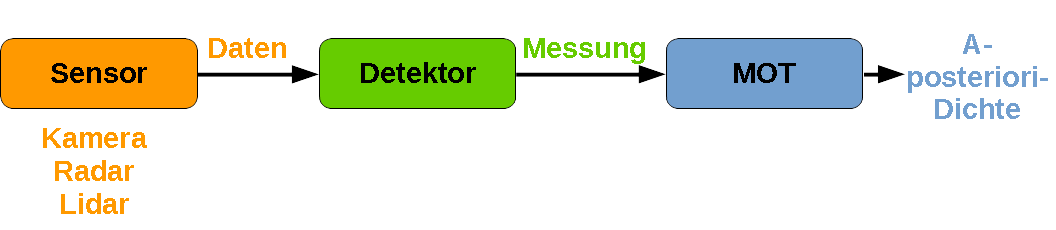 Sensor
Daten
Detektor
Messung
MOT
A-
posteriori-
Dichte
Kamera
Radar
Lidar